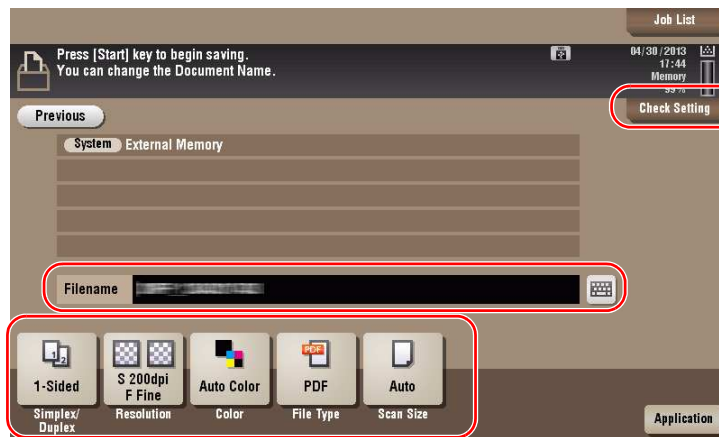 Job List
Press [Start] key to begin saving.
You can change the Document Name.
04/30/2013
17:44
Memory
99%
Previous
Check Setting
System External Memory
Filename
1-Sided
S 200dpi
F Fine
Auto Color
PDF
PDF
Auto
Simplex/
Duplex
Resolution
Color
File Type
Scan Size
Application